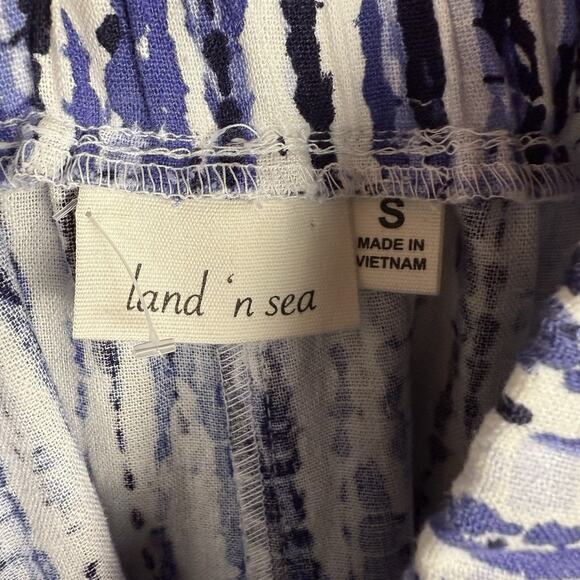 land 'n sea
S
MADE IN
VIETNAM